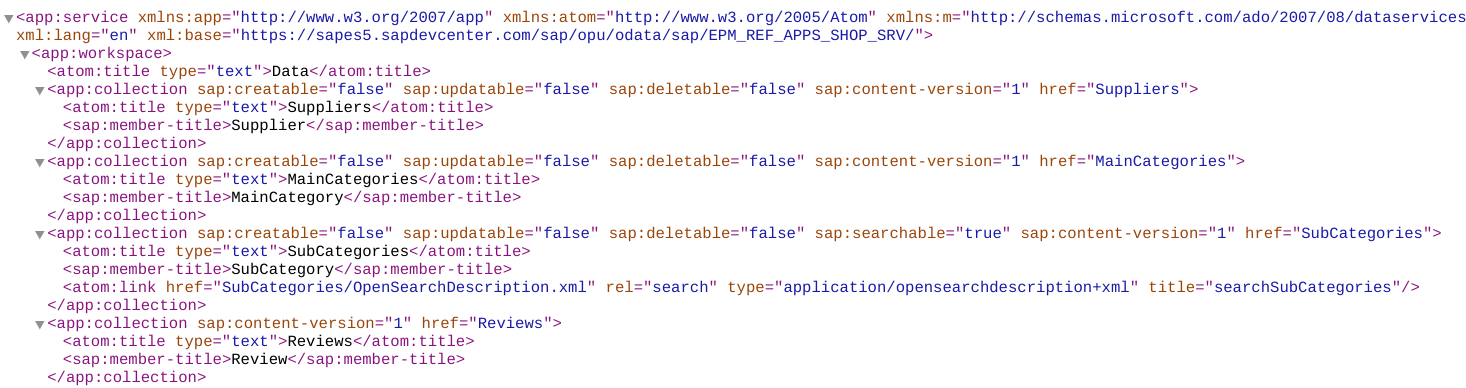 <app:service xmlns:app="http://www.w3.org/2007/app" xmlns:atom="http://www.w3.org/2005/Atom" xmlns:m="http://schemas.microsoft.com/ado/2007/08/dataservices
xml:lang="en" xml:base="https://sapes5.sapdevcenter.com/sap/opu/odata/sap/EPM_REF_APPS_SHOP_SRV/">
<app:workspace>
<atom:title type="text">Data</atom:title>
<app:collection sap:creatable="false" sap:updatable="false" sap:deletable="false" sap:content-version="1" href="Suppliers">
<atom:title type="text">Suppliers</atom:title>
<sap:member-title>Supplier</sap:member-title>
</app:collection>
<app:collection sap:creatable="false" sap:updatable="false" sap:deletable="false" sap:content-version="1" href="MainCategories">
<atom:title type="text">MainCategories</atom:title>
<sap:member-title>MainCategory</sap:member-title>
</app:collection>
<app:collection sap:creatable="false" sap:updatable="false" sap:deletable="false" sap:searchable="true" sap:content-version="1" href="SubCategories">
<atom:title type="text">SubCategories</atom:title>
<sap:member-title>SubCategory</sap:member-title>
<atom:link href="SubCategories/OpenSearchDescription.xml" rel="search" type="application/opensearchdescription+xml" title="searchSubCategories"/>
</app:collection>
<app:collection sap:content-version="1" href="Reviews">
<atom:title type="text">Reviews</atom:title>
<sap:member-title>Review</sap:member-title>
</app:collection>